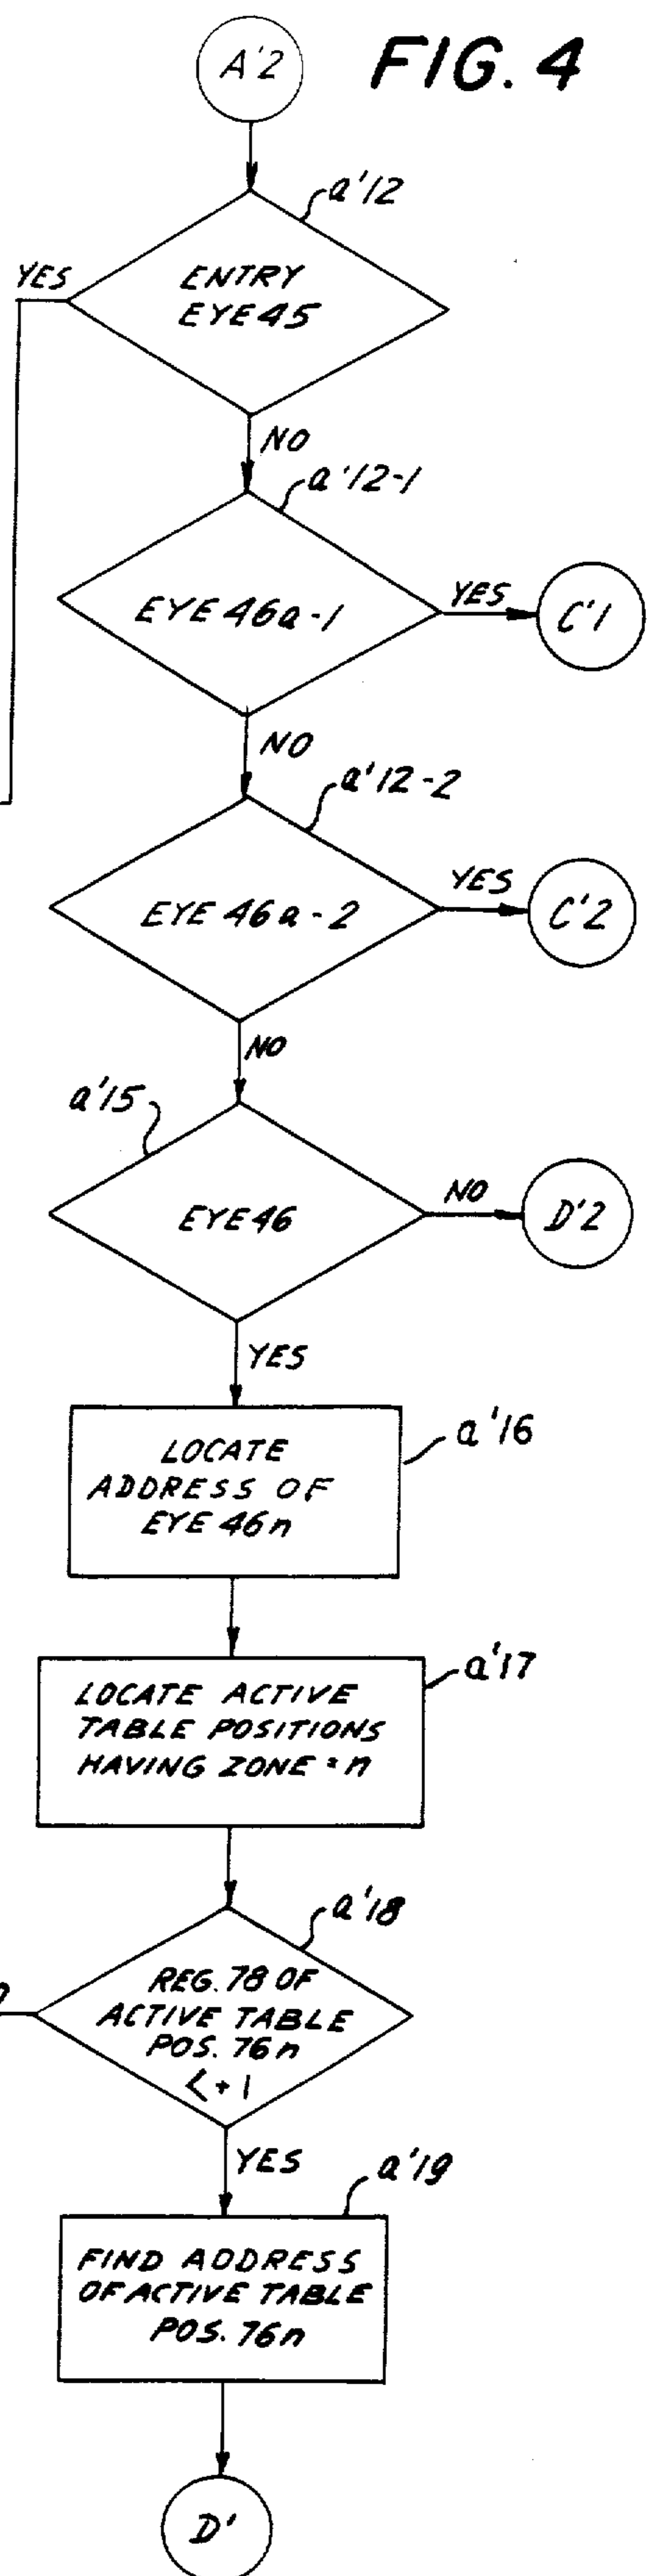 A'2
FIG. 4
a'12
YES
ENTRY
EYE 45
NO
a'12-1
EYE 46a-1
YES
C'1
NO
a'12-2
EYE 46a-2
YES
C'2
NO
a'15
EYE 46
NO
D'2
YES
LOCATE
ADDRESS OF
EYE 46n
a'16
a'17
LOCATE ACTIVE
TABLE POSITIONS
HAVING ZONE = n
a'18
REG. 78 OF
ACTIVE TABLE
POS. 76n
< + 1
YES
a'19
FIND ADDRESS
OF ACTIVE TABLE
POS. 76n
D'